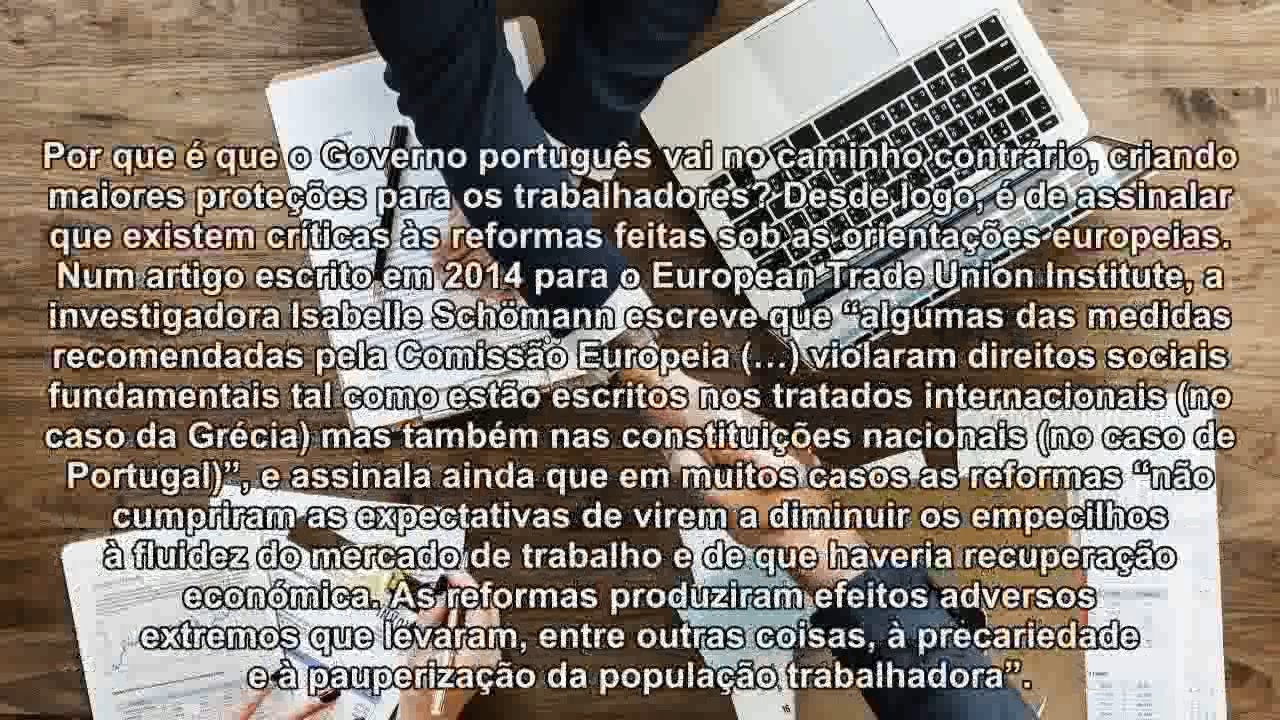 Por que é que o Governo português vai no caminho contrário, criando
maiores proteções para os trabalhadores? Desde logo, é de assinalar
que existem críticas às reformas feitas sob as orientações europeias.
Num artigo escrito em 2014 para o European Trade Union Institute, a
investigadora Isabelle Schömann escreve que “algumas das medidas
recomendadas pela Comissão Europeia (…) violaram direitos sociais
fundamentais tal como estão escritos nos tratados internacionais (no
caso da Grécia) mas também nas constituições nacionais (no caso de
Portugal)”, e assinala ainda que em muitos casos as reformas “não
cumpriram as expectativas de virem a diminuir os empecilhos
à fluidez do mercado de trabalho e de que haveria recuperação
económica. As reformas produziram efeitos adversos
extremos que levaram, entre outras coisas, à precariedade
e à pauperização da população trabalhadora”.